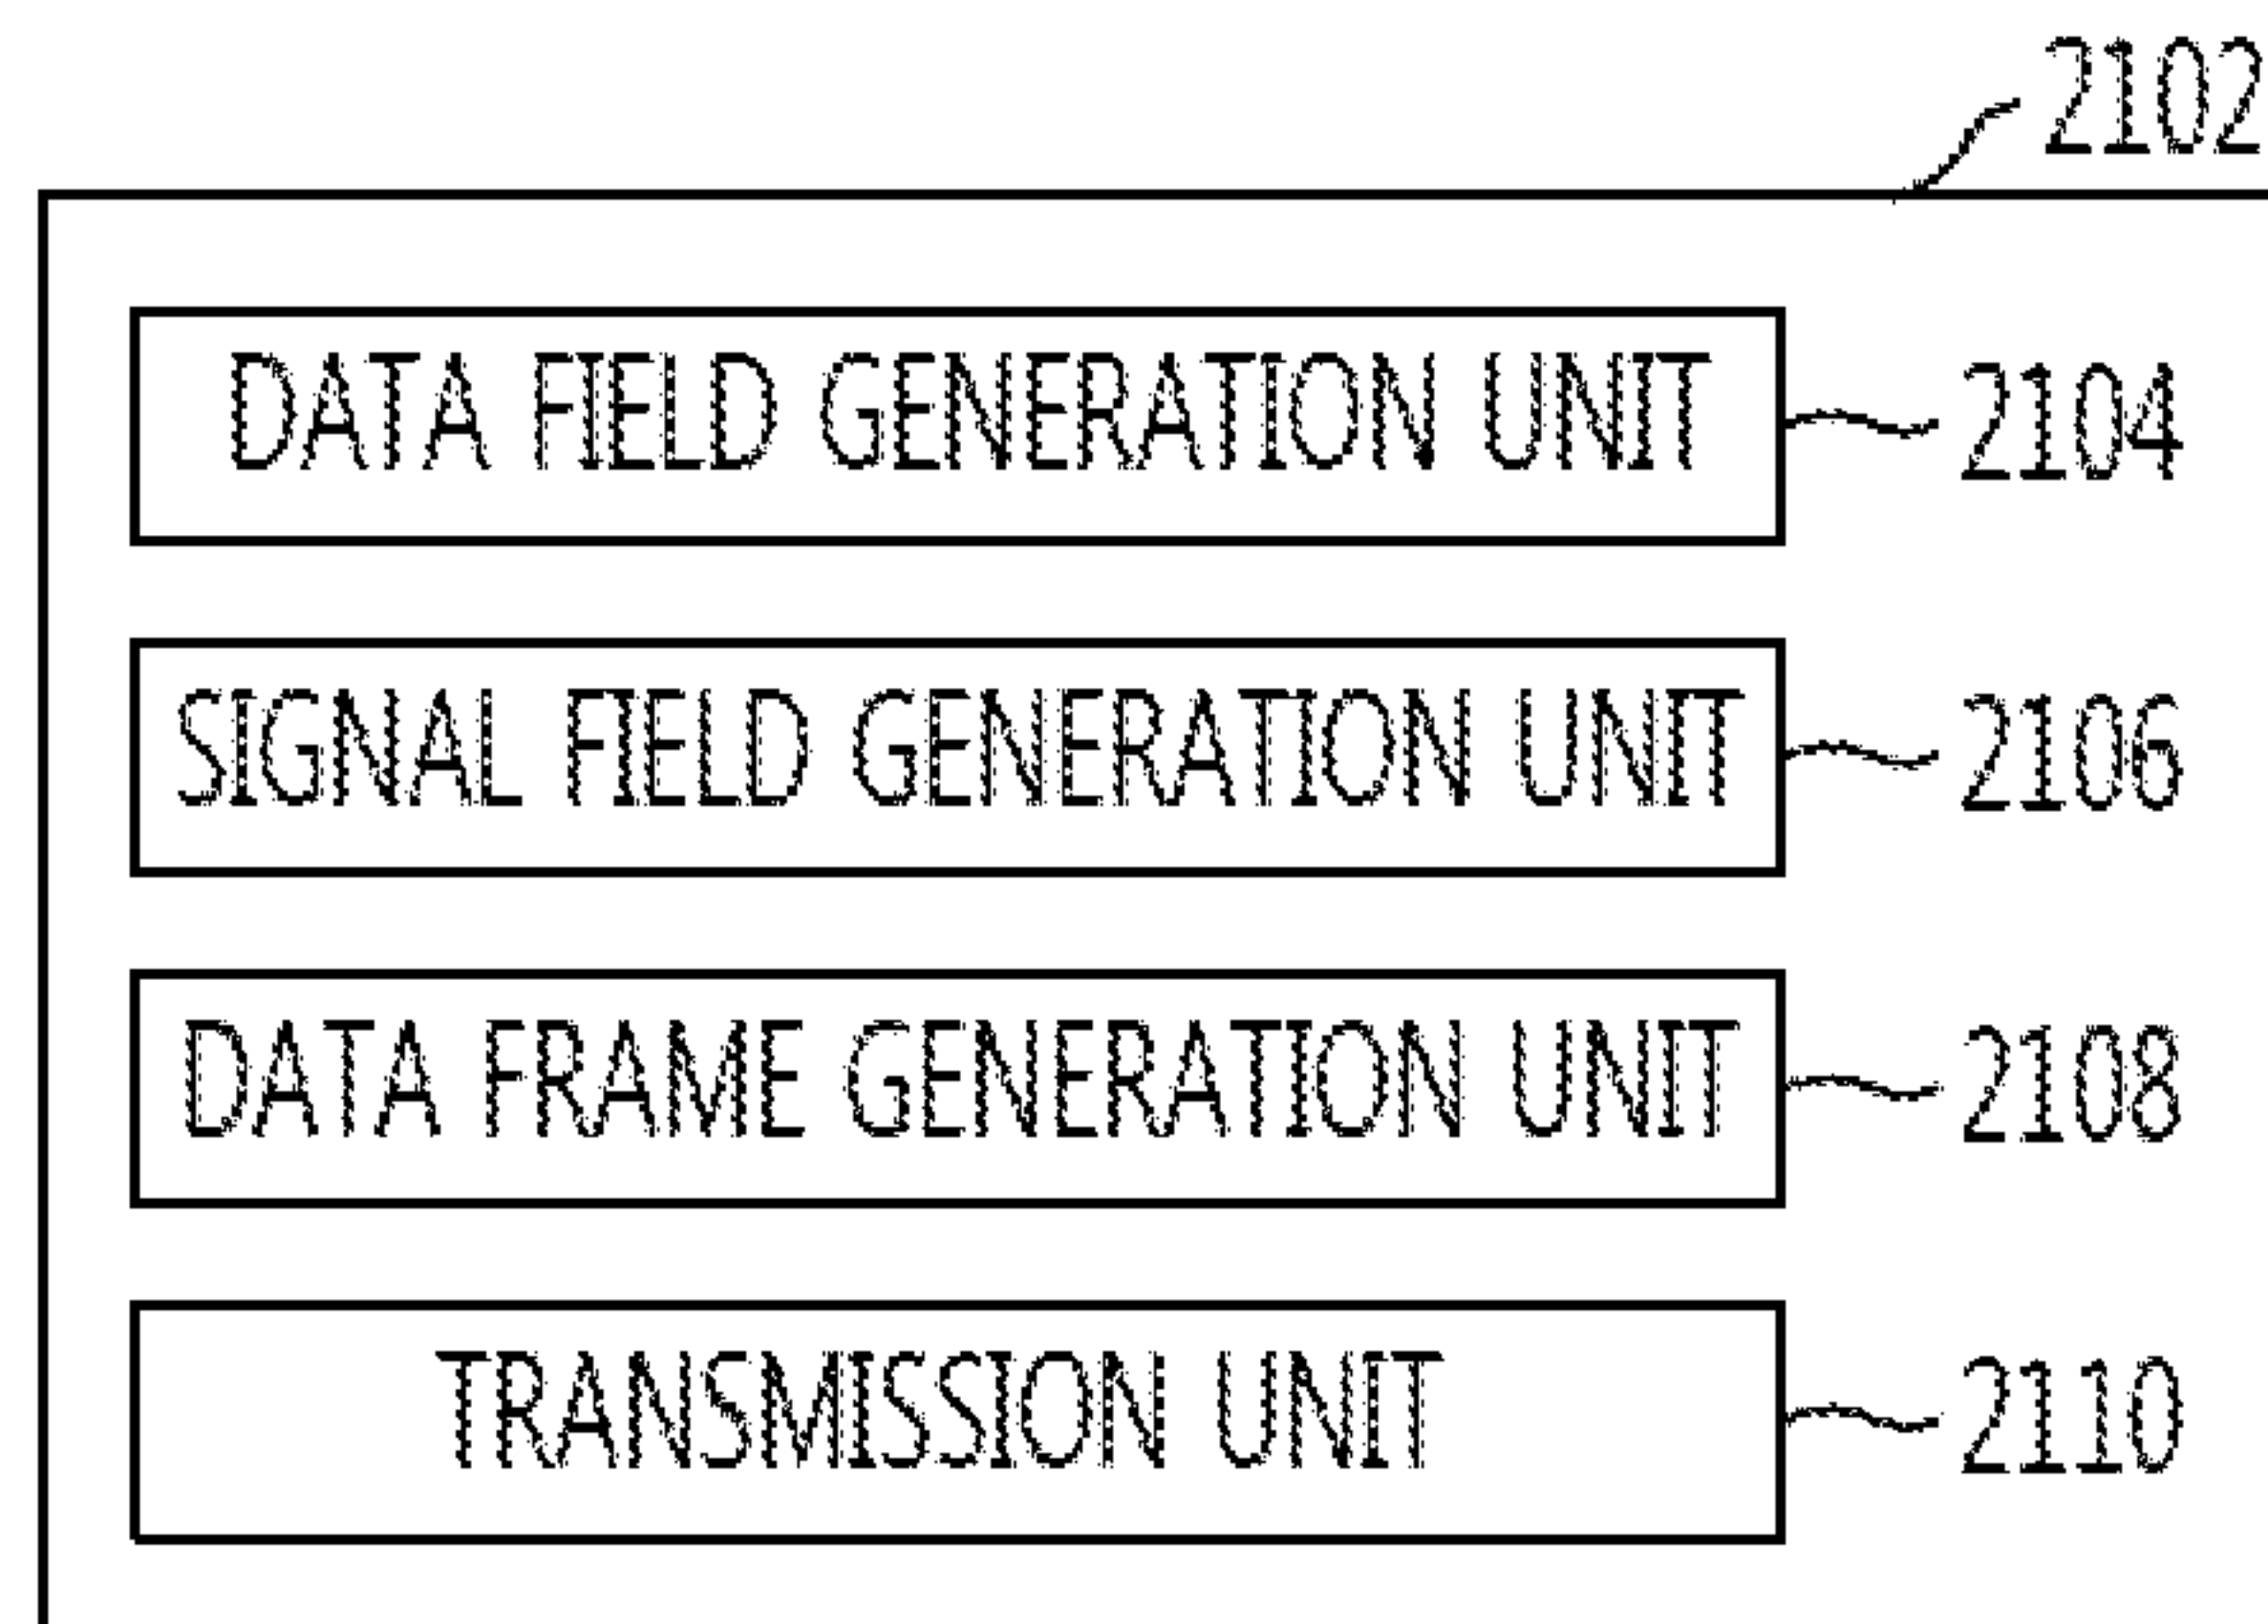 2102
DATA FIELD GENERATION UNIT 2104
SIGNAL FIELD GENERATION UNIT 2106
DATA FRAME GENERATION UNIT 2108
TRANSMISSION UNIT 2110